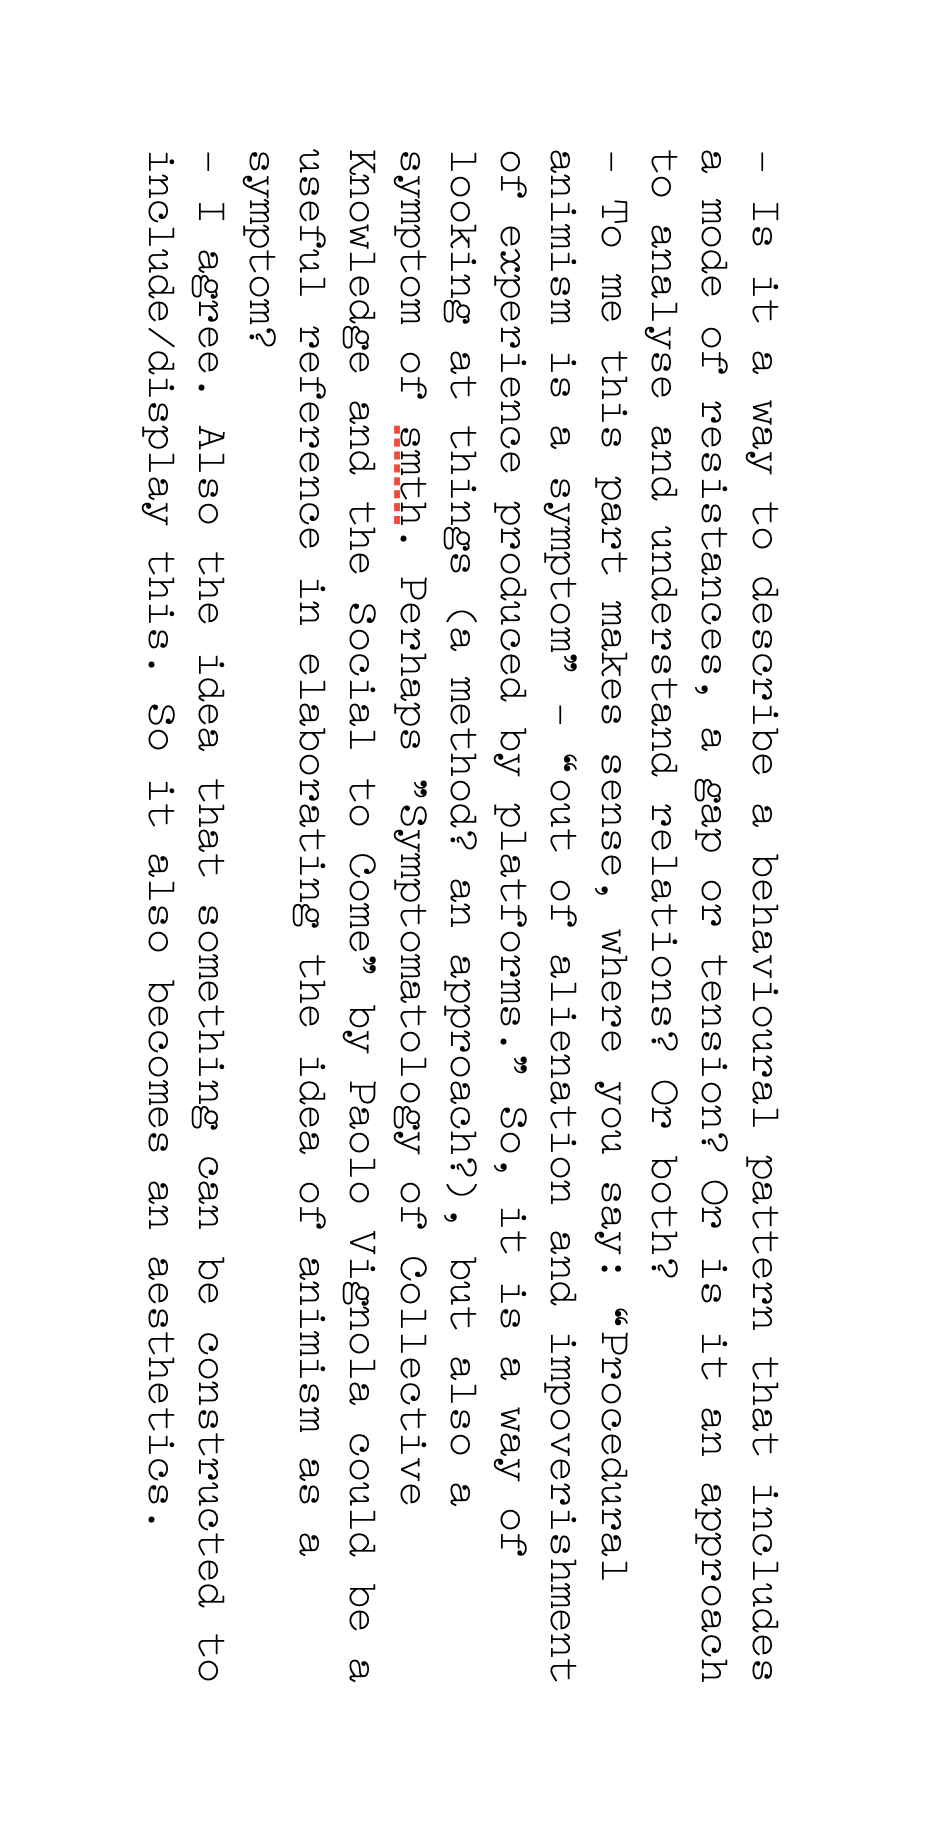 – Is it a way to describe a behavioural pattern that includes
a mode of resistances, a gap or tension? Or is it an approach
to analyse and understand relations? Or both?
– To me this part makes sense, where you say: “Procedural
animism is a symptom” – “out of alienation and impoverishment
of experience produced by platforms.” So, it is a way of
looking at things (a method? an approach?), but also a
symptom of smth. Perhaps ”Symptomatology of Collective
Knowledge and the Social to Come” by Paolo Vignola could be a
useful reference in elaborating the idea of animism as a
symptom?
– I agree. Also the idea that something can be constructed to
include/display this. So it also becomes an aesthetics.